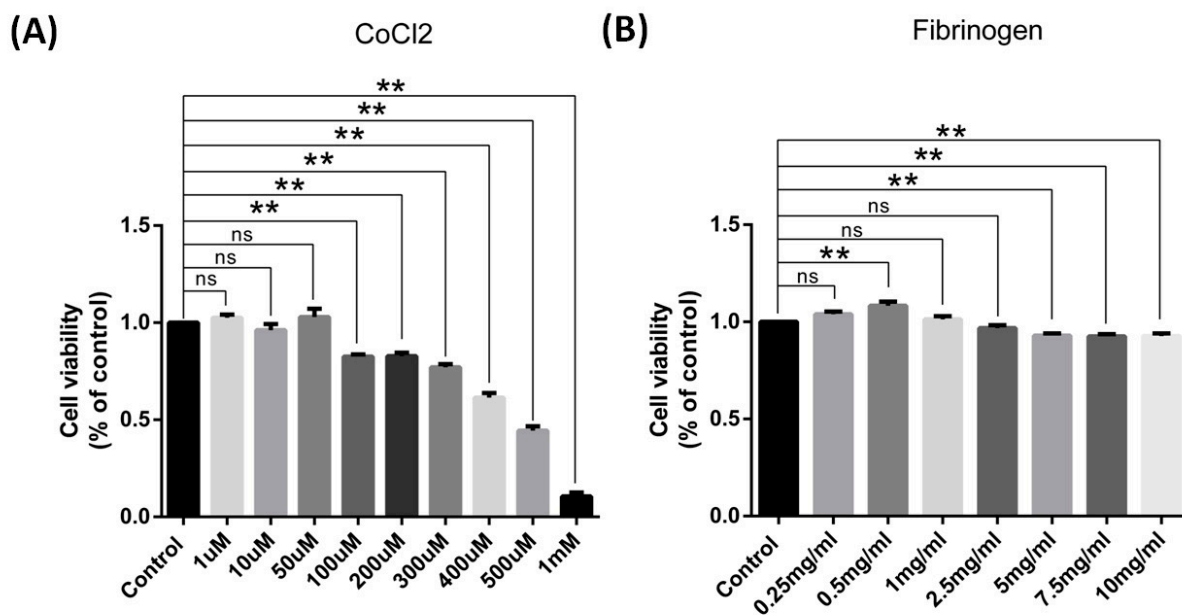 (A)
CoCl2
**
**
**
**
**
**
ns
ns
ns
1.5
1.0
0.5
0.0
Cell viability
(% of control)
Control
1uM
10uM
50uM
100uM
200uM
300uM
400uM
500uM
1mM
(B)
Fibrinogen
**
**
**
ns
ns
**
ns
1.5
1.0
0.5
0.0
Cell viability
(% of control)
Control
0.25mg/ml
0.5mg/ml
1mg/ml
2.5mg/ml
5mg/ml
7.5mg/ml
10mg/ml